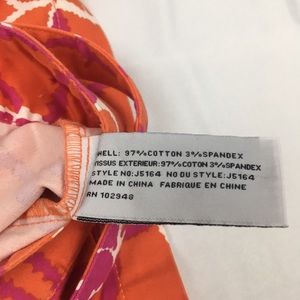 SHELL: 97%COTTON 3%SPANDEX
TISSUS EXTERIEUR:97%COTON 3%SPANDEX
STYLE:J5164 NO DU STYLE:J5164
MADE IN CHINA FABRIQUE EN CHINE
RN 102948